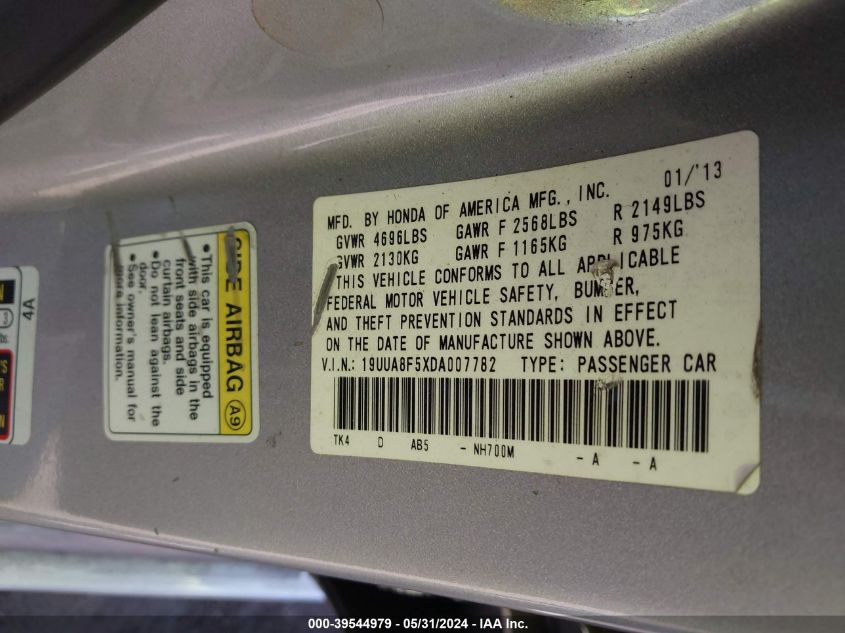 01/'13
MFD. BY HONDA OF AMERICA MFG., INC.
GVWR 4696LBS GAWR F 2568LBS R 2149LBS
GVWR 2130KG GAWR F 1165KG R 975KG
THIS VEHICLE CONFORMS TO ALL APPLICABLE
FEDERAL MOTOR VEHICLE SAFETY, BUMPER,
AND THEFT PREVENTION STANDARDS IN EFFECT
ON THE DATE OF MANUFACTURE SHOWN ABOVE.
V.I.N.: 19UUA8F5XDA007782 TYPE: PASSENGER CAR
TK4 D AB5 - NH700M - A - A
SIDE AIRBAG A9
• This car is equipped
with side airbags in the
front seats and side
curtain airbags.
• Do not lean against the
door.
• See owner's manual for
more information.
4A
000-39544979 - 05/31/2024 - IAA Inc.